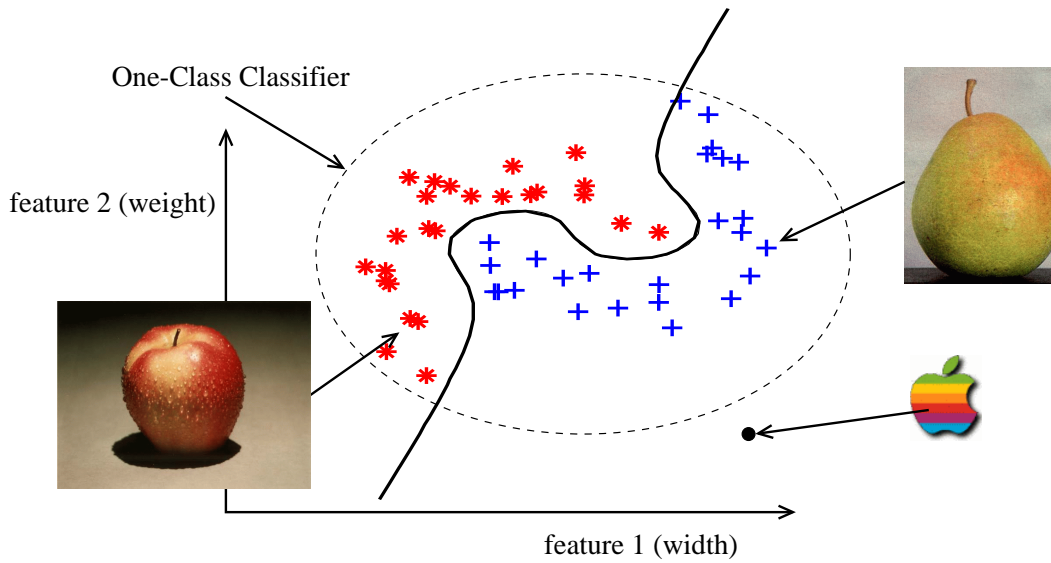 One-Class Classifier
feature 2 (weight)
feature 1 (width)